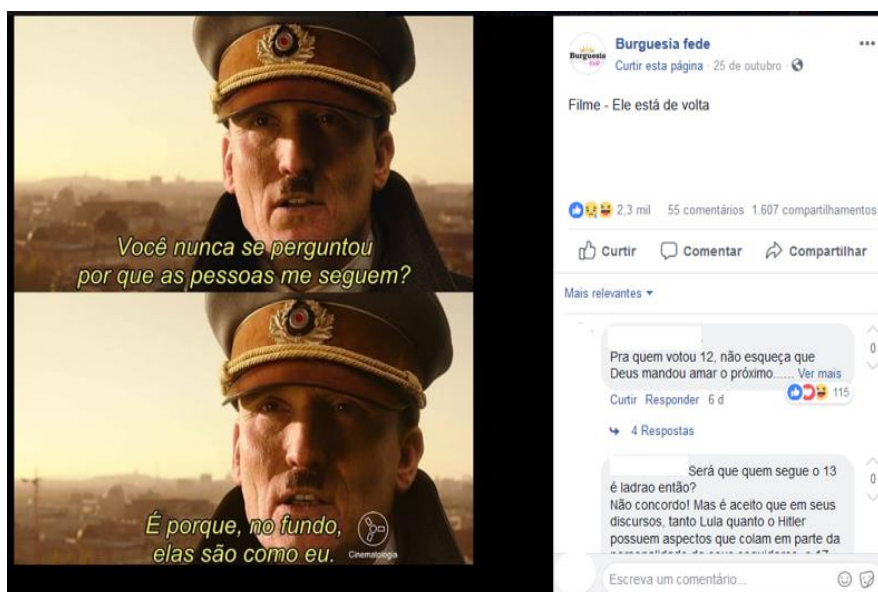 Você nunca se perguntou
por que as pessoas me seguem?
É porque, no fundo,
elas são como eu.
Cinematologia
Burguesia
Burguesia fede
Curtir esta página · 25 de outubro ·
Filme - Ele está de volta
2,3 mil 55 comentários 1.607 compartilhamentos
Curtir Comentar Compartilhar
Mais relevantes
Pra quem votou 12, não esqueça que
Deus mandou amar o próximo...... Ver mais
115
Curtir Responder 6 d
4 Respostas
0
Será que quem segue o 13
é ladrao então?
Não concordo! Mas é aceito que em seus
discursos, tanto Lula quanto o Hitler
possuem aspectos que colam em parte da
0
Escreva um comentário...